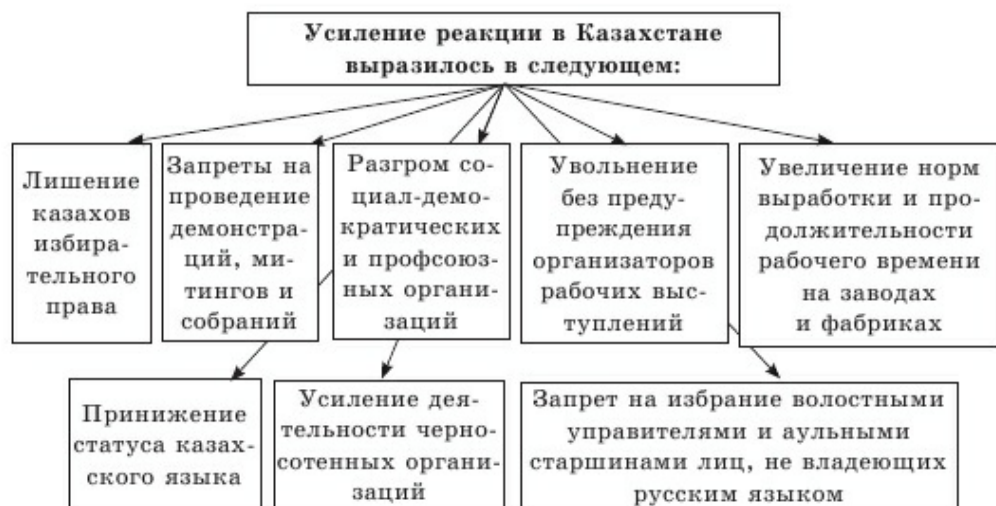 Усиление реакции в Казахстане
выразилось в следующем:
Лишение
казахов
избира-
тельного
права
Запреты на
проведение
демонстра-
ций, ми-
тингов и
собраний
Разгром со-
циал-демо-
кратических
и профсоюз-
ных органи-
заций
Увольнение
без преду-
преждения
организаторов
рабочих выс-
туплений
Увеличение норм
выработки и про-
должительности
рабочего времени
на заводах
и фабриках
Принижение
статуса казах-
ского языка
Усиление дея-
тельности черно-
сотенных органи-
заций
Запрет на избрание волостными
управителями и аульными
старшинами лиц, не владеющих
русским языком